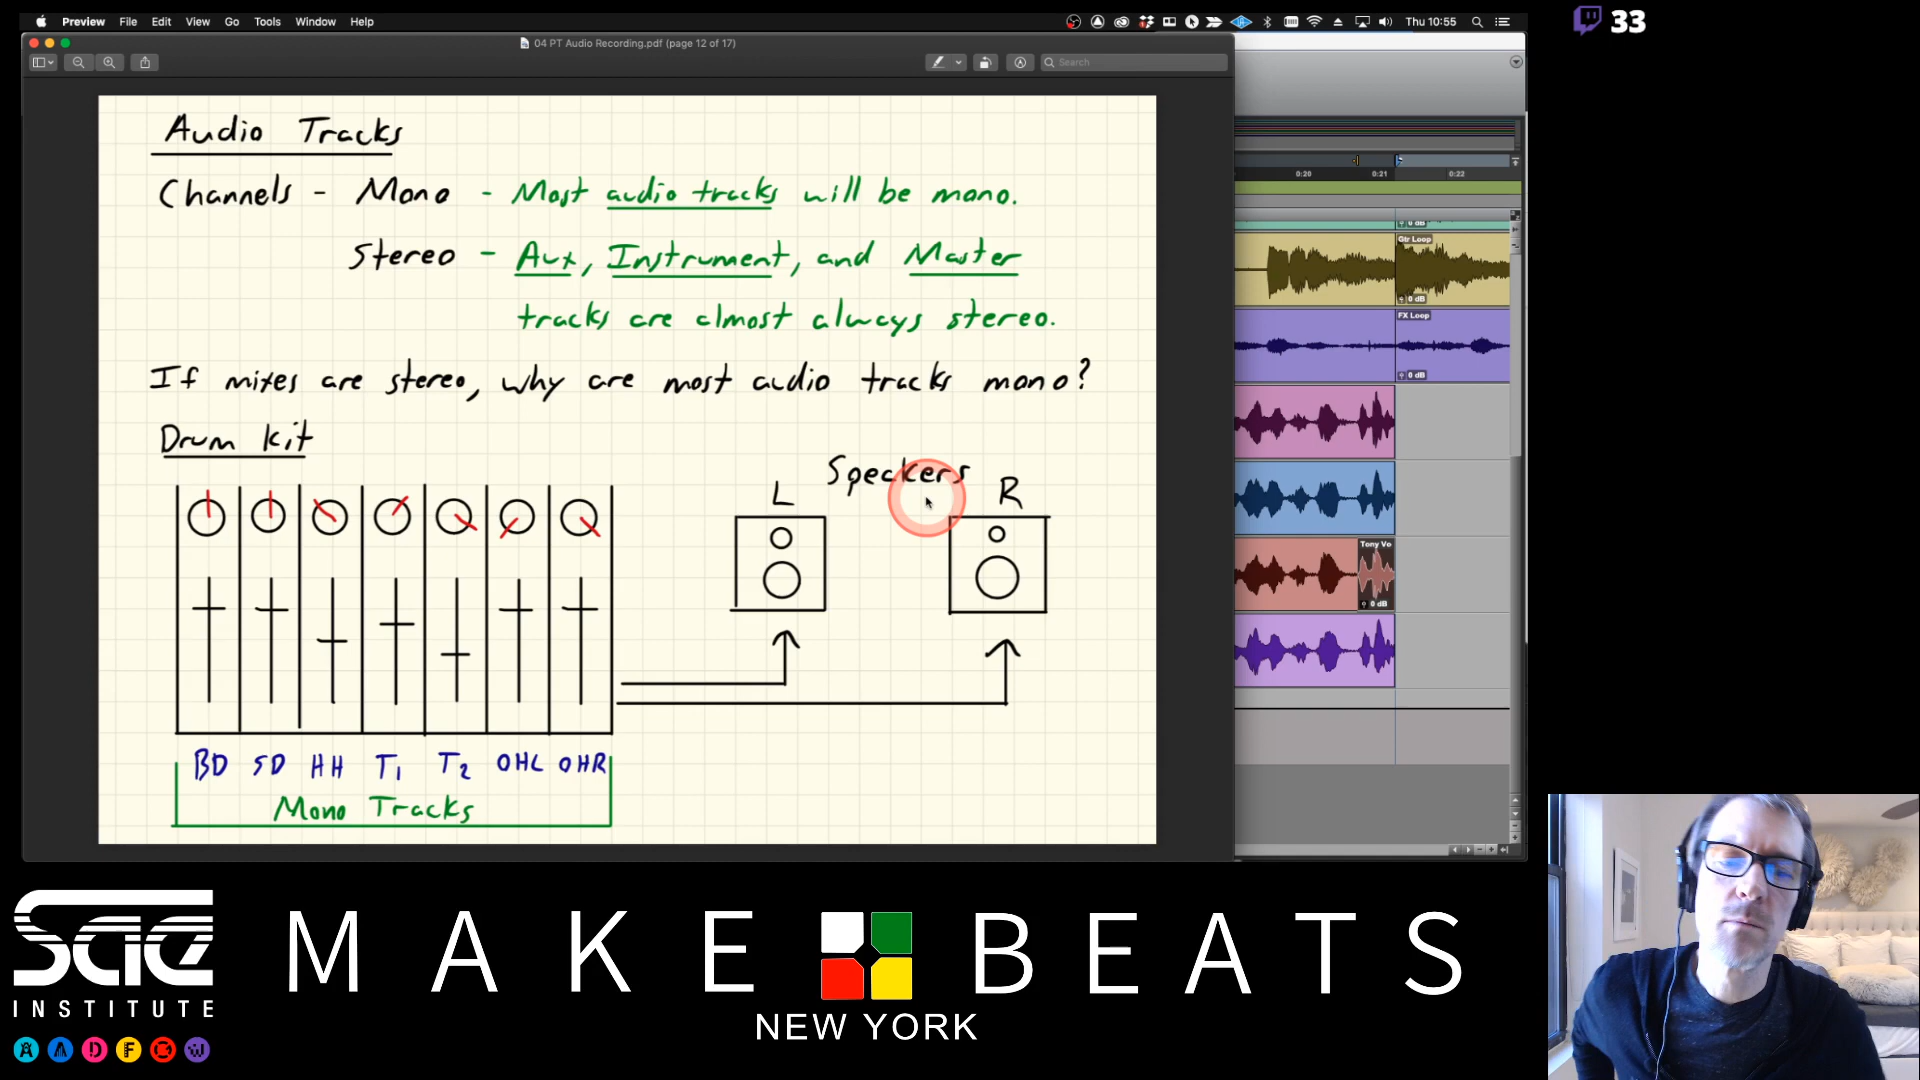 Preview File Edit View Go Tools Window Help
Thu 10:55
33
04 PT Audio Recording.pdf (page 12 of 17)
Search
Audio Tracks
Channels - Mono - Most audio tracks will be mono.
Stereo - Aux, Instrument, and Master
tracks are almost always stereo.
If mixes are stereo, why are most audio tracks mono?
Drum Kit
Speakers
L R
BD SD HH T1 T2 OHL OHR
Mono Tracks
0:20 0:21 0:22
0 dB
Gtr Loop
0 dB
FX Loop
0 dB
Tony Vo
0 dB
sae
INSTITUTE
A A D F W
MAKE BEATS
NEW YORK